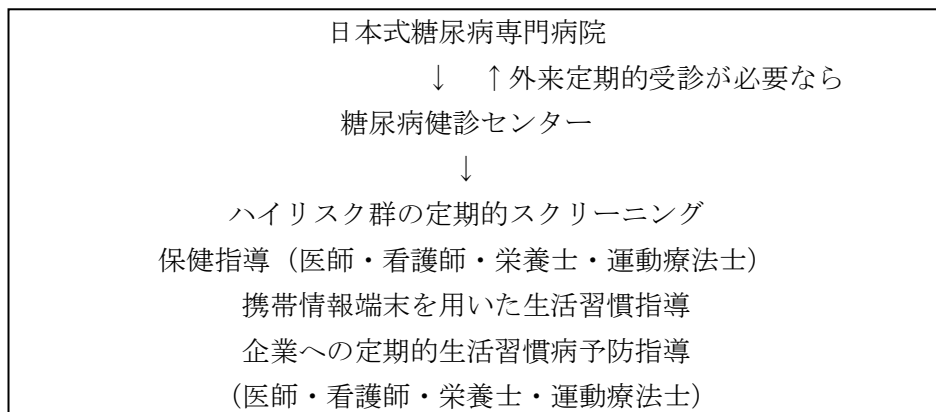 日本式糖尿病専門病院
↓ ↑外来定期的受診が必要なら
糖尿病健診センター
↓
ハイリスク群の定期的スクリーニング
保健指導（医師・看護師・栄養士・運動療法士）
携帯情報端末を用いた生活習慣指導
企業への定期的生活習慣病予防指導
（医師・看護師・栄養士・運動療法士）